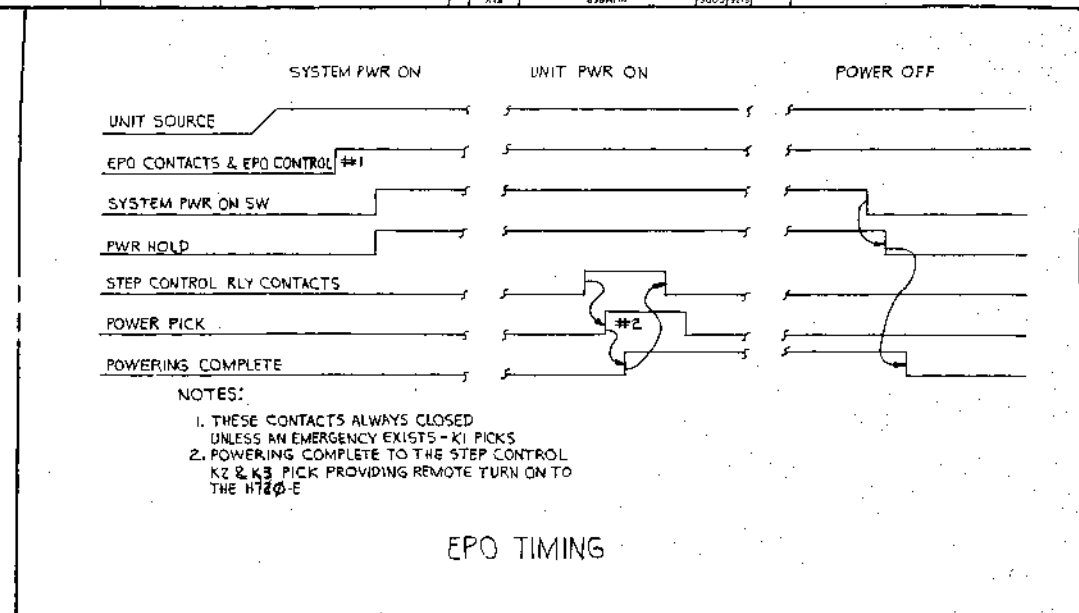 SYSTEM PWR ON UNIT PWR ON POWER OFF
UNIT SOURCE
EPO CONTACTS & EPO CONTROL #1
SYSTEM PWR ON SW
PWR HOLD
STEP CONTROL RLY CONTACTS
POWER PICK #2
POWERING COMPLETE
NOTES:
1. THESE CONTACTS ALWAYS CLOSED
UNLESS AN EMERGENCY EXISTS - K1 PICKS
2. POWERING COMPLETE TO THE STEP CONTROL
K2 & K3 PICK PROVIDING REMOTE TURN ON TO
THE H72Ø-E
EPO TIMING